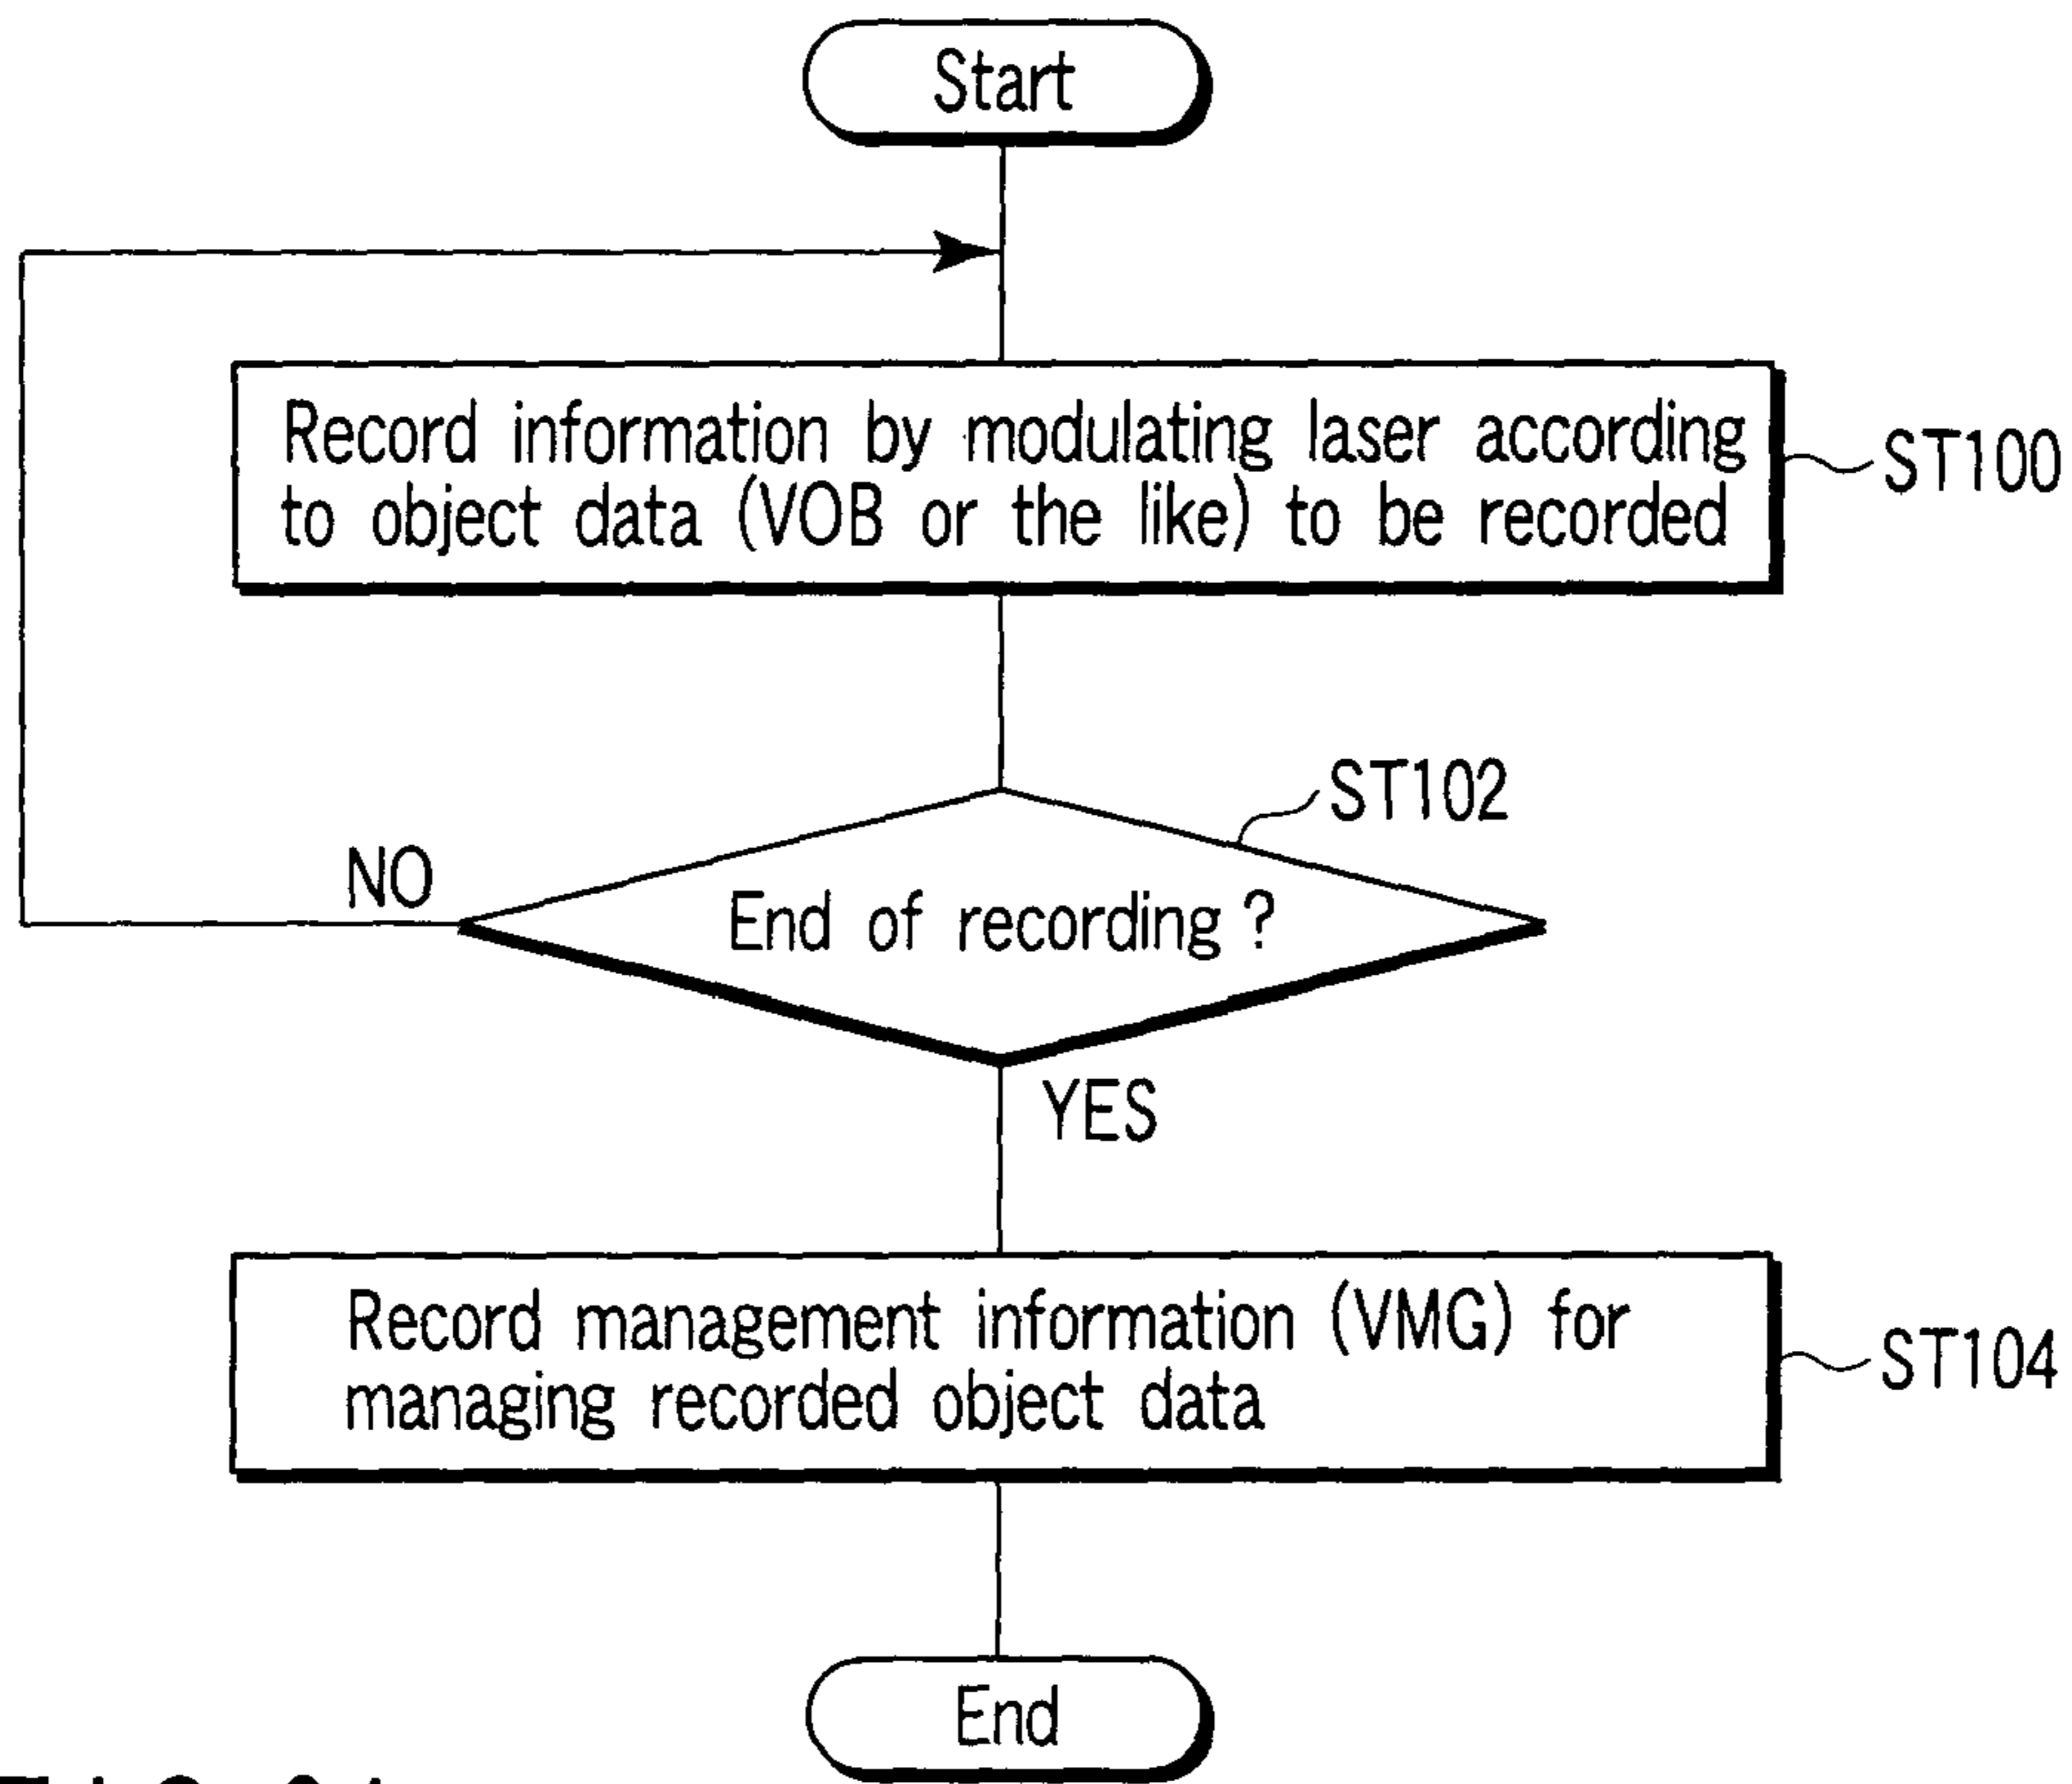 Start
Record information by modulating laser according
to object data (VOB or the like) to be recorded
ST100
ST102
NO
End of recording ?
YES
Record management information (VMG) for
managing recorded object data
ST104
End